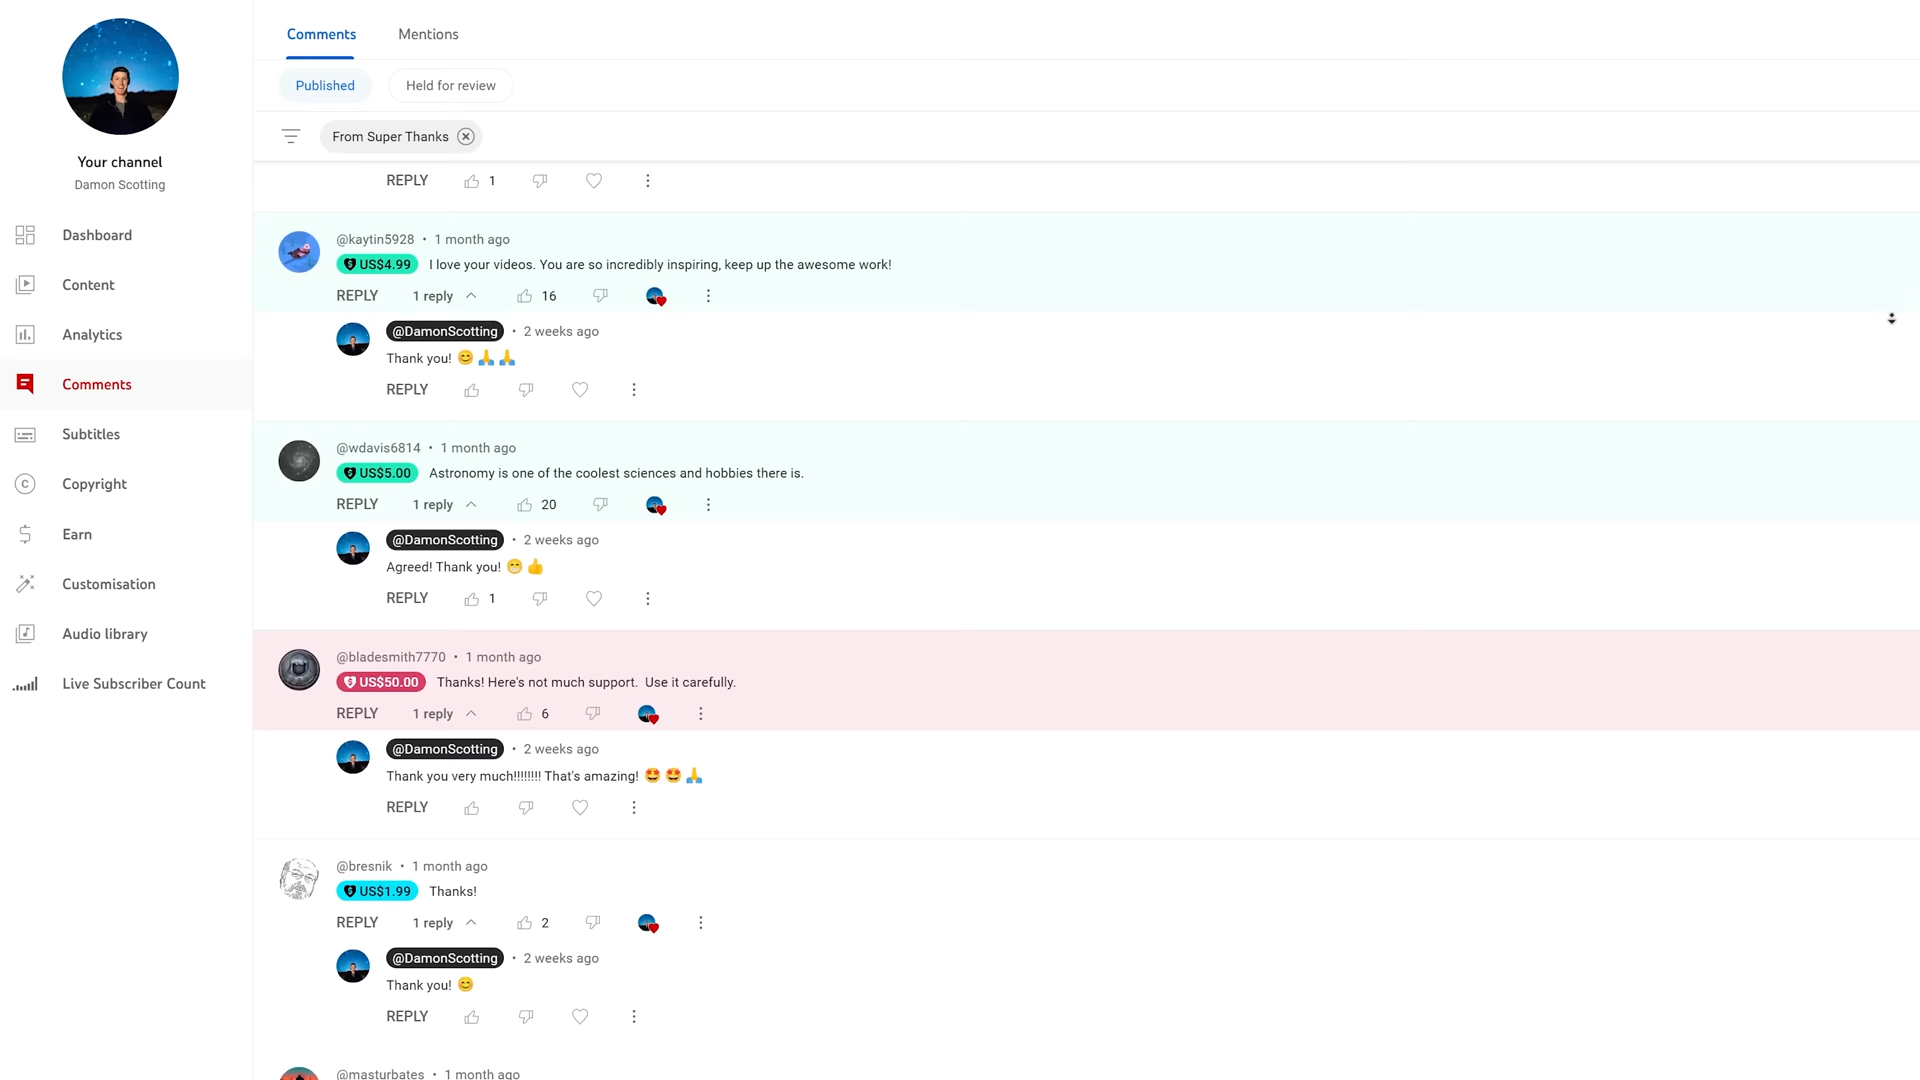 Your channel
Damon Scotting
Dashboard
Content
Analytics
Comments
Subtitles
Copyright
Earn
Customisation
Audio library
Live Subscriber Count
Comments Mentions
Published Held for review
From Super Thanks
REPLY 1
@kaytin5928 • 1 month ago
US$4.99 I love your videos. You are so incredibly inspiring, keep up the awesome work!
REPLY 1 reply 16
@DamonScotting • 2 weeks ago
Thank you! 😊🙏🙏
REPLY
@wdavis6814 • 1 month ago
US$5.00 Astronomy is one of the coolest sciences and hobbies there is.
REPLY 1 reply 20
@DamonScotting • 2 weeks ago
Agreed! Thank you! 😁👍
REPLY 1
@bladesmith7770 • 1 month ago
US$50.00 Thanks! Here's not much support.  Use it carefully.
REPLY 1 reply 6
@DamonScotting • 2 weeks ago
Thank you very much!!!!!!!! That's amazing! 🤩🤩🙏
REPLY
@bresnik • 1 month ago
US$1.99 Thanks!
REPLY 1 reply 2
@DamonScotting • 2 weeks ago
Thank you! 😊
REPLY
@masturbates • 1 month ago